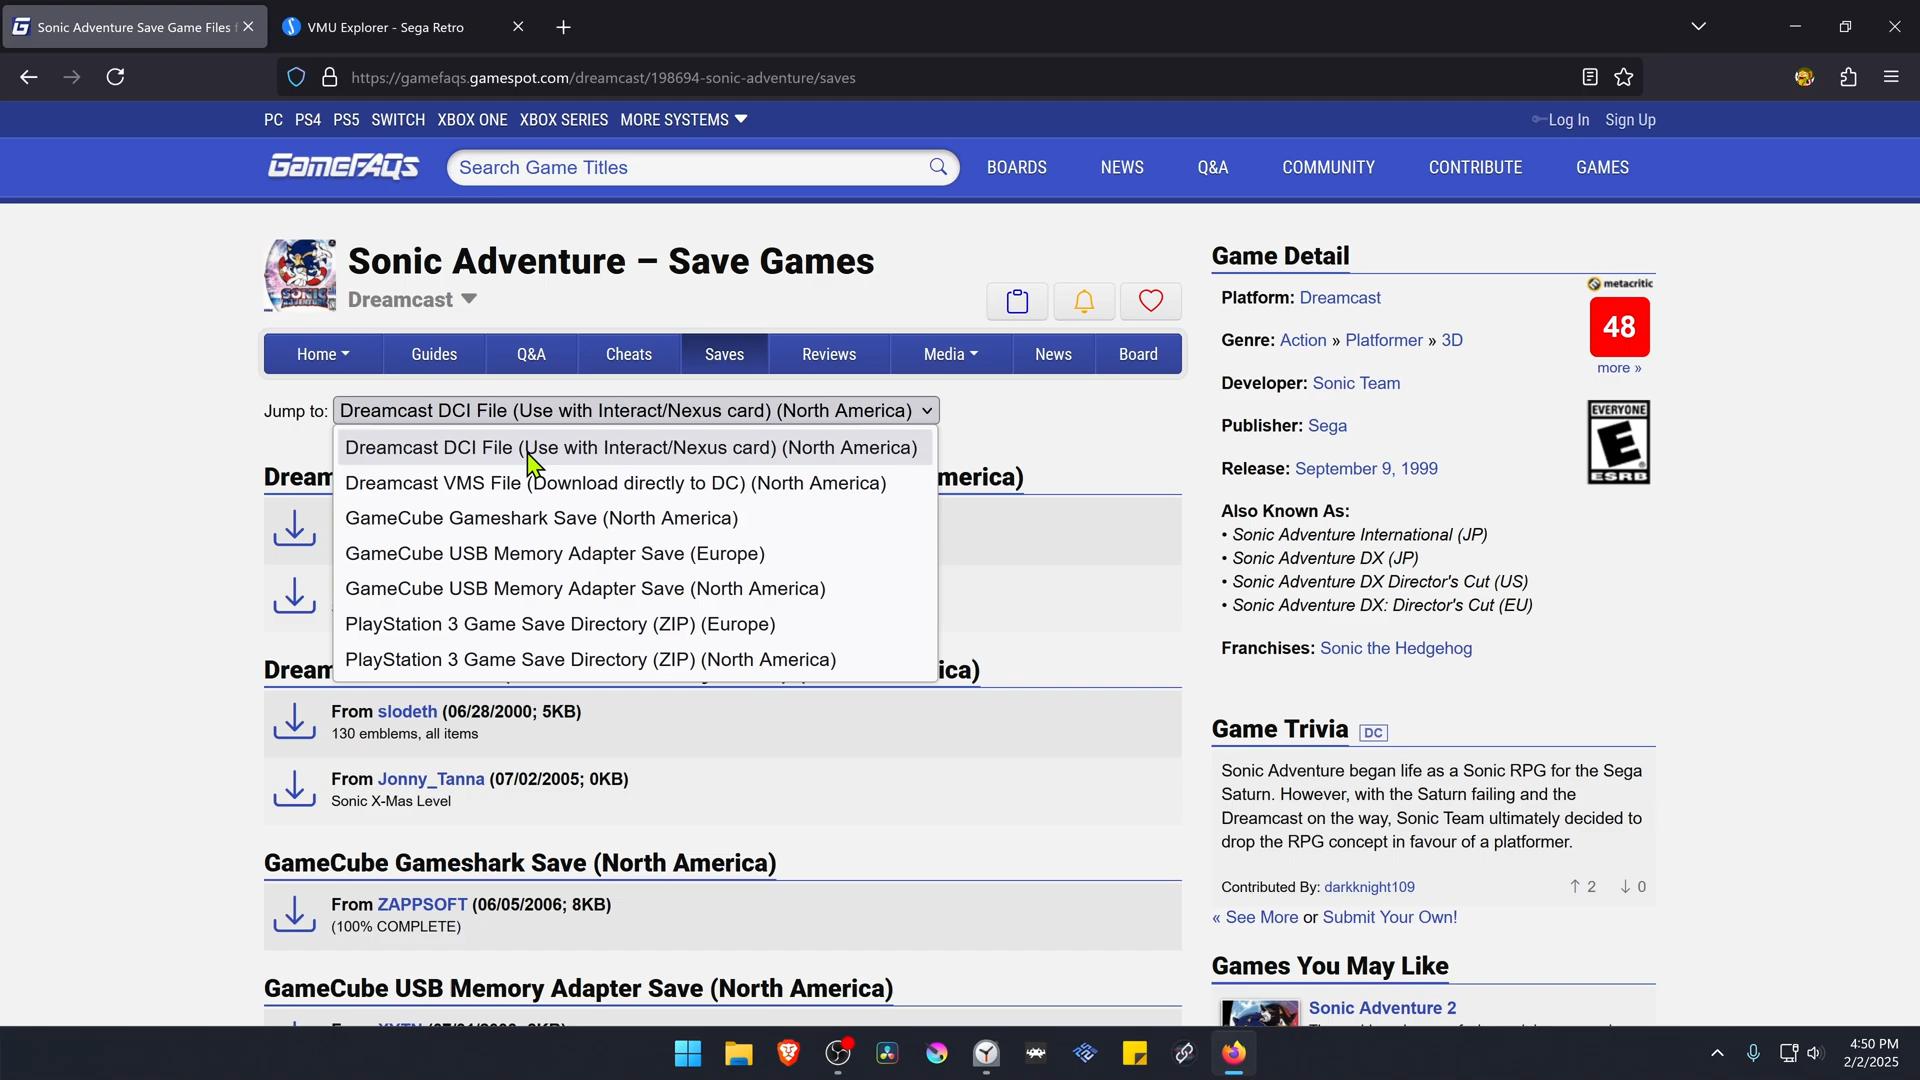 Sonic Adventure Save Game Files
VMU Explorer - Sega Retro
https://gamefaqs.gamespot.com/dreamcast/198694-sonic-adventure/saves
PC PS4 PS5 SWITCH XBOX ONE XBOX SERIES MORE SYSTEMS
Log In Sign Up
GameFAQs
Search Game Titles
BOARDS NEWS Q&A COMMUNITY CONTRIBUTE GAMES
Sonic Adventure – Save Games
Dreamcast
Home Guides Q&A Cheats Saves Reviews Media News Board
Jump to: Dreamcast DCI File (Use with Interact/Nexus card) (North America)
Dreamcast DCI File (Use with Interact/Nexus card) (North America)
Dreamcast VMS File (Download directly to DC) (North America)
GameCube Gameshark Save (North America)
GameCube USB Memory Adapter Save (Europe)
GameCube USB Memory Adapter Save (North America)
PlayStation 3 Game Save Directory (ZIP) (Europe)
PlayStation 3 Game Save Directory (ZIP) (North America)
Dream merica)
Dream ica)
From slodeth (06/28/2000; 5KB)
130 emblems, all items
From Jonny_Tanna (07/02/2005; 0KB)
Sonic X-Mas Level
GameCube Gameshark Save (North America)
From ZAPPSOFT (06/05/2006; 8KB)
(100% COMPLETE)
GameCube USB Memory Adapter Save (North America)
Game Detail
Platform: Dreamcast
metacritic
48
more »
Genre: Action » Platformer » 3D
Developer: Sonic Team
Publisher: Sega
Release: September 9, 1999
EVERYONE
E
ESRB
Also Known As:
• Sonic Adventure International (JP)
• Sonic Adventure DX (JP)
• Sonic Adventure DX Director's Cut (US)
• Sonic Adventure DX: Director's Cut (EU)
Franchises: Sonic the Hedgehog
Game Trivia DC
Sonic Adventure began life as a Sonic RPG for the Sega
Saturn. However, with the Saturn failing and the
Dreamcast on the way, Sonic Team ultimately decided to
drop the RPG concept in favour of a platformer.
Contributed By: darkknight109
↑ 2 ↓ 0
« See More or Submit Your Own!
Games You May Like
Sonic Adventure 2
4:50 PM
2/2/2025